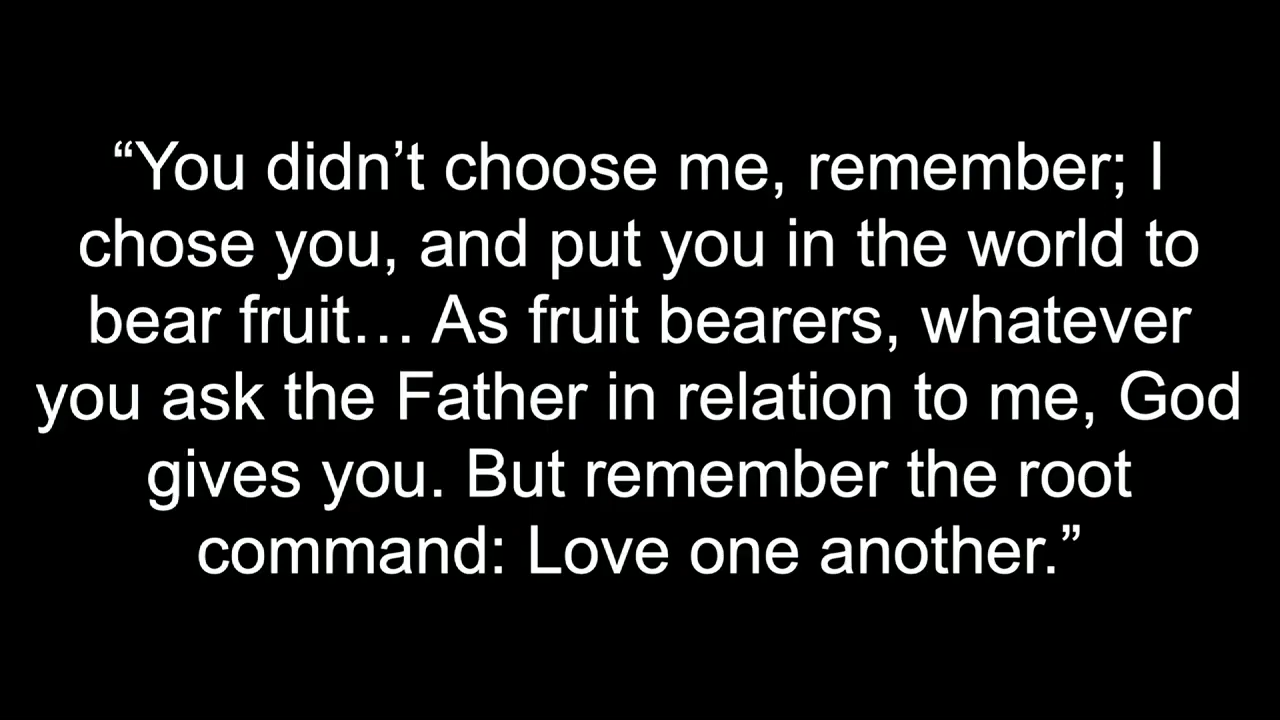 “You didn’t choose me, remember; I
chose you, and put you in the world to
bear fruit… As fruit bearers, whatever
you ask the Father in relation to me, God
gives you. But remember the root
command: Love one another.”